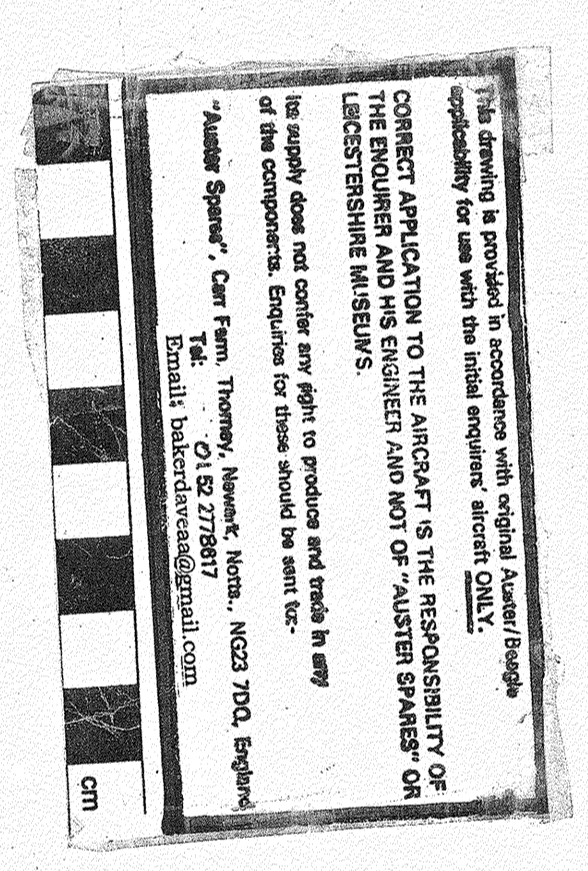 This drawing is provided in accordance with original Auster/Beagle
applicability for use with the initial enquirers' aircraft ONLY.
CORRECT APPLICATION TO THE AIRCRAFT IS THE RESPONSIBILITY OF
THE ENQUIRER AND HIS ENGINEER AND NOT OF "AUSTER SPARES" OR
LEICESTERSHIRE MUSEUMS.
Its supply does not confer any right to produce and trade in any
of the components. Enquiries for these should be sent to:-
"Auster Spares", Carr Farm, Thorney, Newark, Notts., NG23 7DQ, England
Tel: 0152 2778617
Email: bakerdaveaa@gmail.com
cm